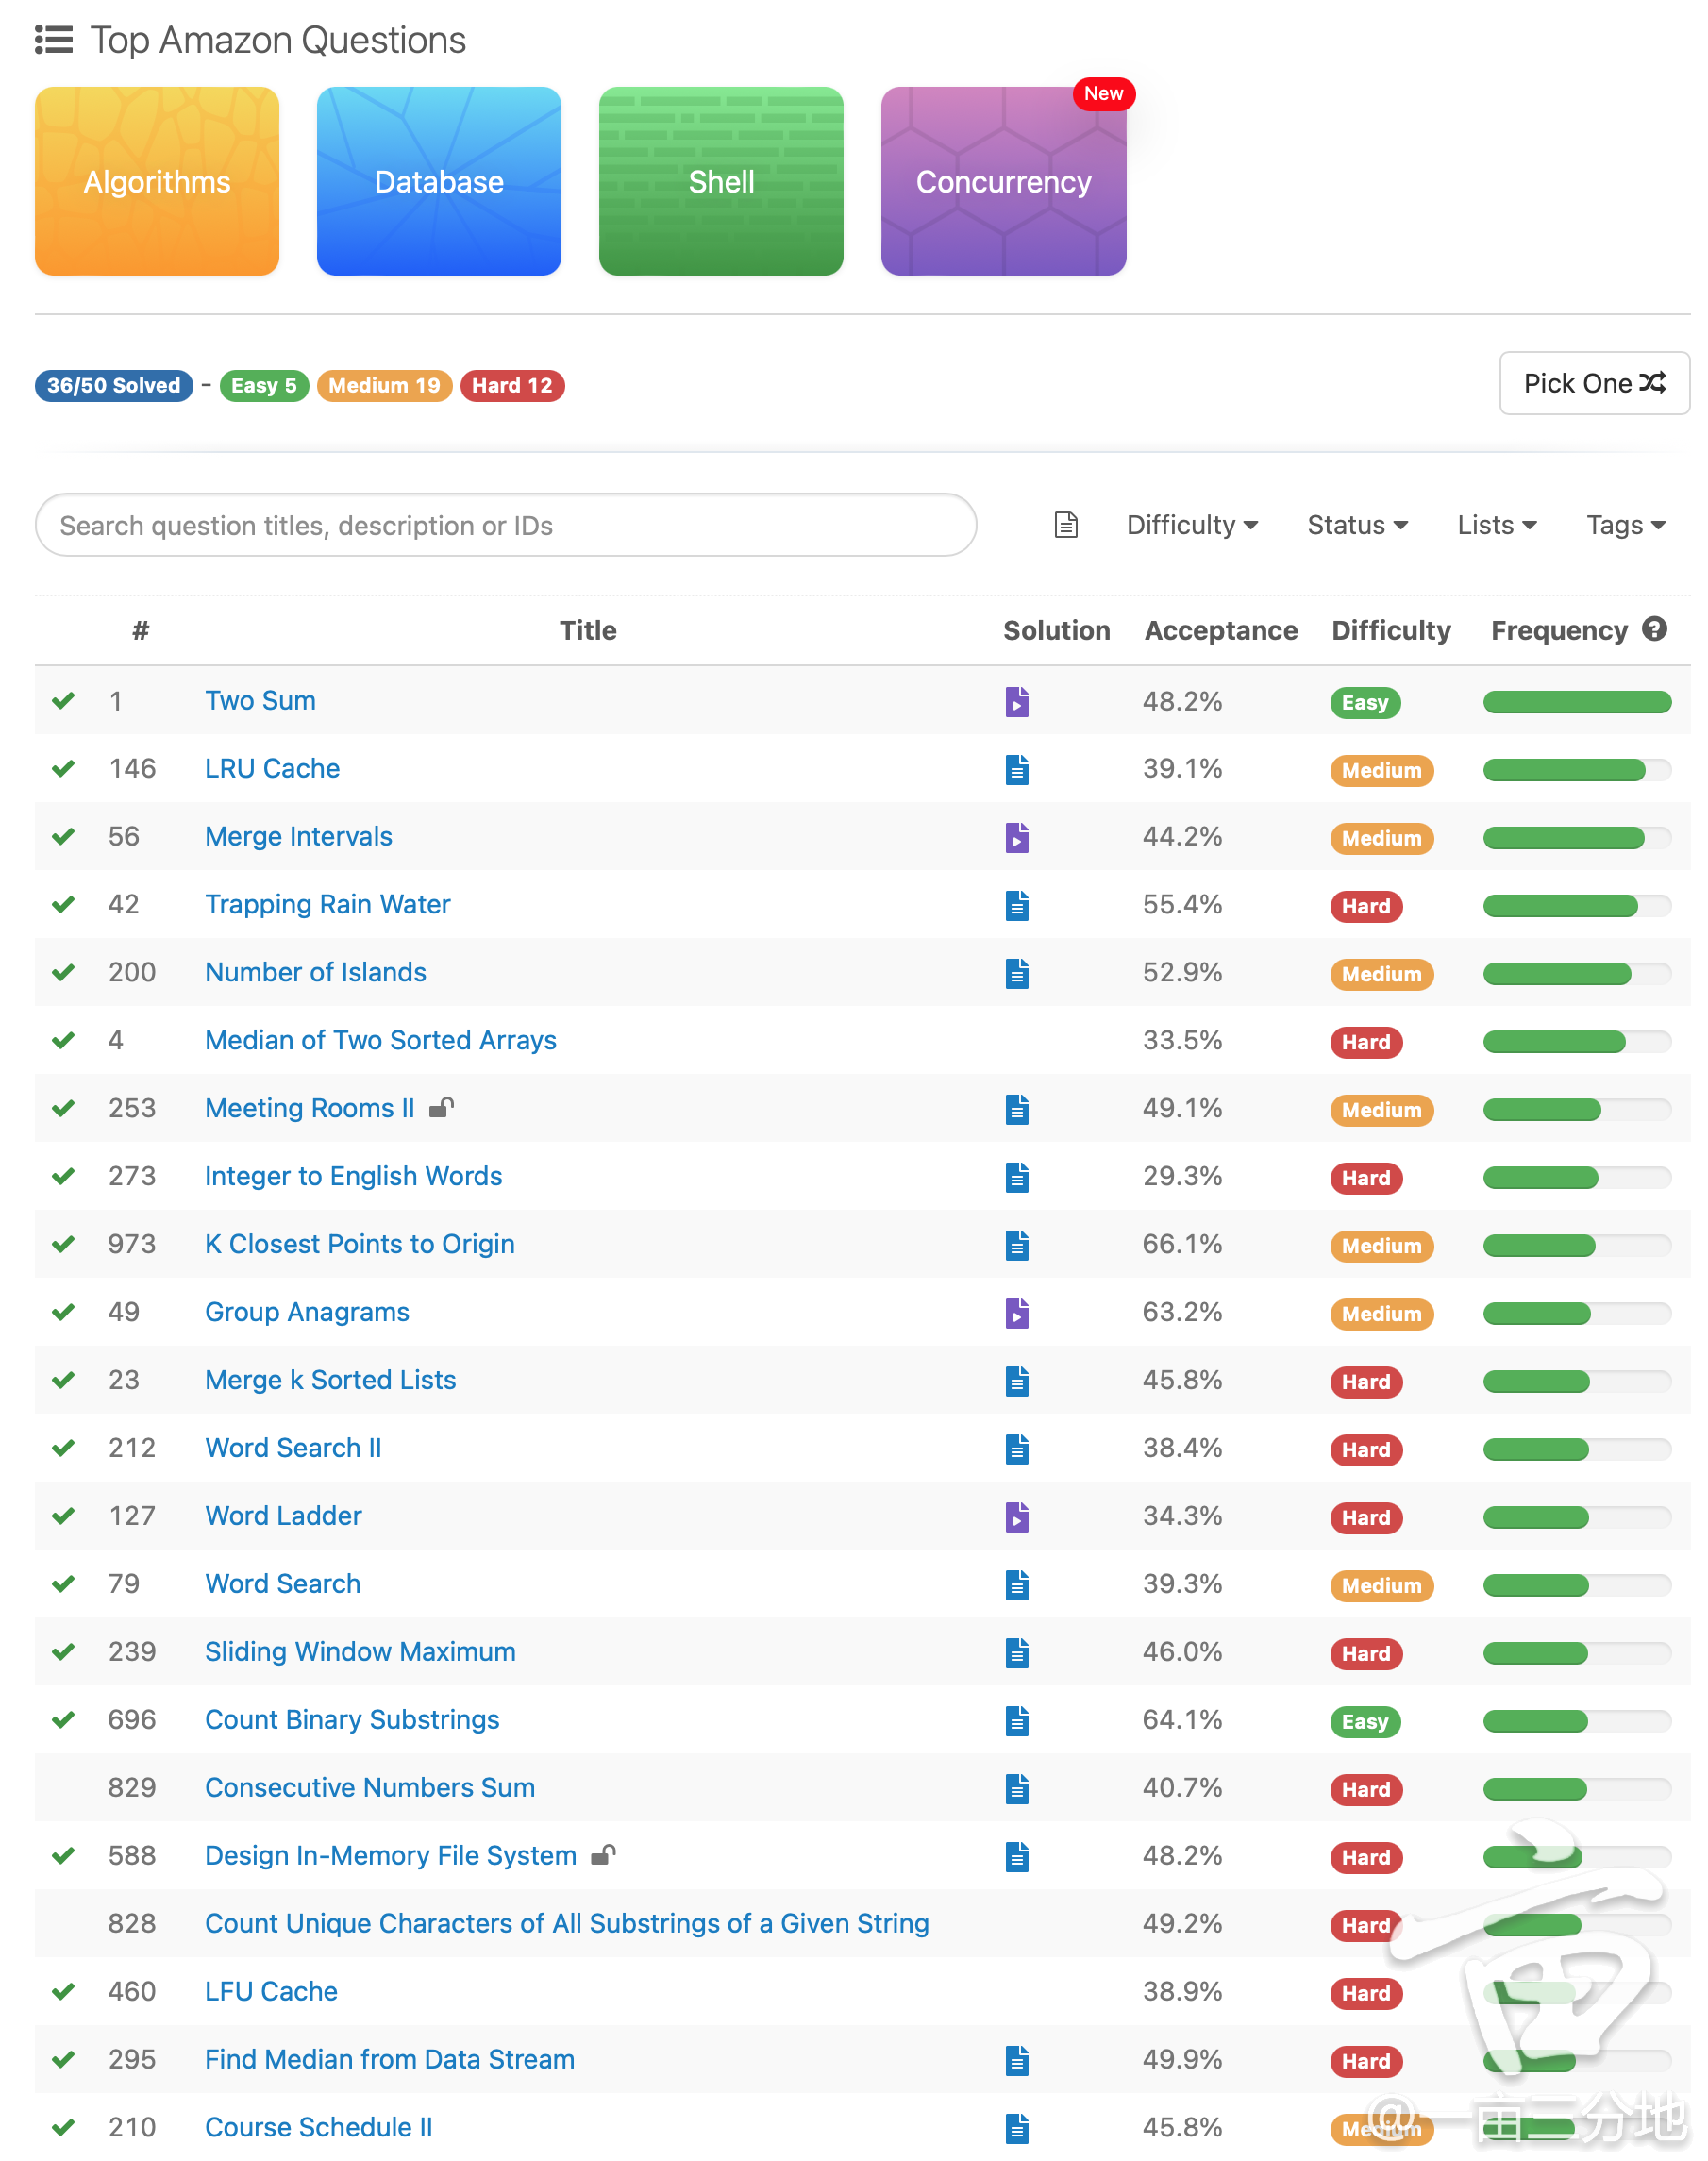 Top Amazon Questions
Algorithms
Database
Shell
Concurrency
New
36/50 Solved - Easy 5 Medium 19 Hard 12
Pick One
Search question titles, description or IDs
Difficulty Status Lists Tags
# Title Solution Acceptance Difficulty Frequency
1 Two Sum 48.2% Easy
146 LRU Cache 39.1% Medium
56 Merge Intervals 44.2% Medium
42 Trapping Rain Water 55.4% Hard
200 Number of Islands 52.9% Medium
4 Median of Two Sorted Arrays 33.5% Hard
253 Meeting Rooms II 49.1% Medium
273 Integer to English Words 29.3% Hard
973 K Closest Points to Origin 66.1% Medium
49 Group Anagrams 63.2% Medium
23 Merge k Sorted Lists 45.8% Hard
212 Word Search II 38.4% Hard
127 Word Ladder 34.3% Hard
79 Word Search 39.3% Medium
239 Sliding Window Maximum 46.0% Hard
696 Count Binary Substrings 64.1% Easy
829 Consecutive Numbers Sum 40.7% Hard
588 Design In-Memory File System 48.2% Hard
828 Count Unique Characters of All Substrings of a Given String 49.2% Hard
460 LFU Cache 38.9% Hard
295 Find Median from Data Stream 49.9% Hard
210 Course Schedule II 45.8% Medium
@一亩三分地